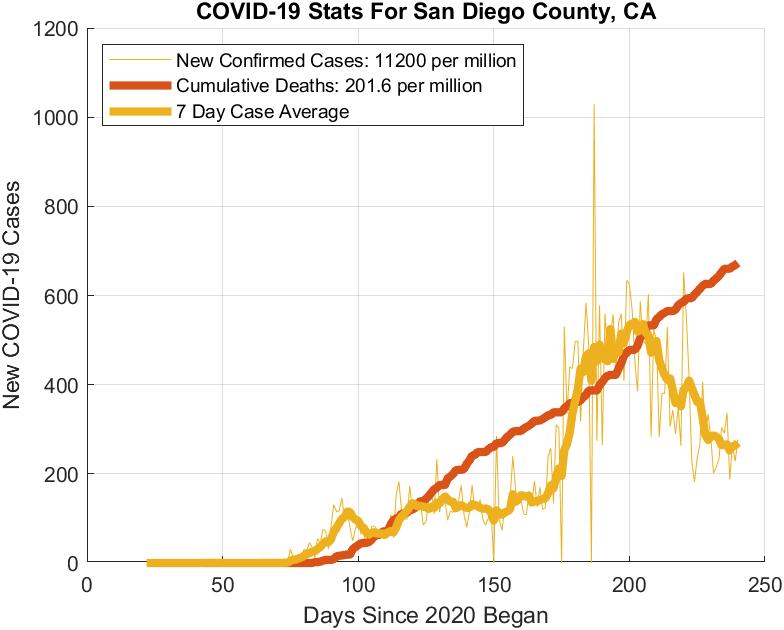 COVID-19 Stats For San Diego County, CA
1200
1000
800
600
400
200
0
New COVID-19 Cases
New Confirmed Cases: 11200 per million
Cumulative Deaths: 201.6 per million
7 Day Case Average
0 50 100 150 200 250
Days Since 2020 Began